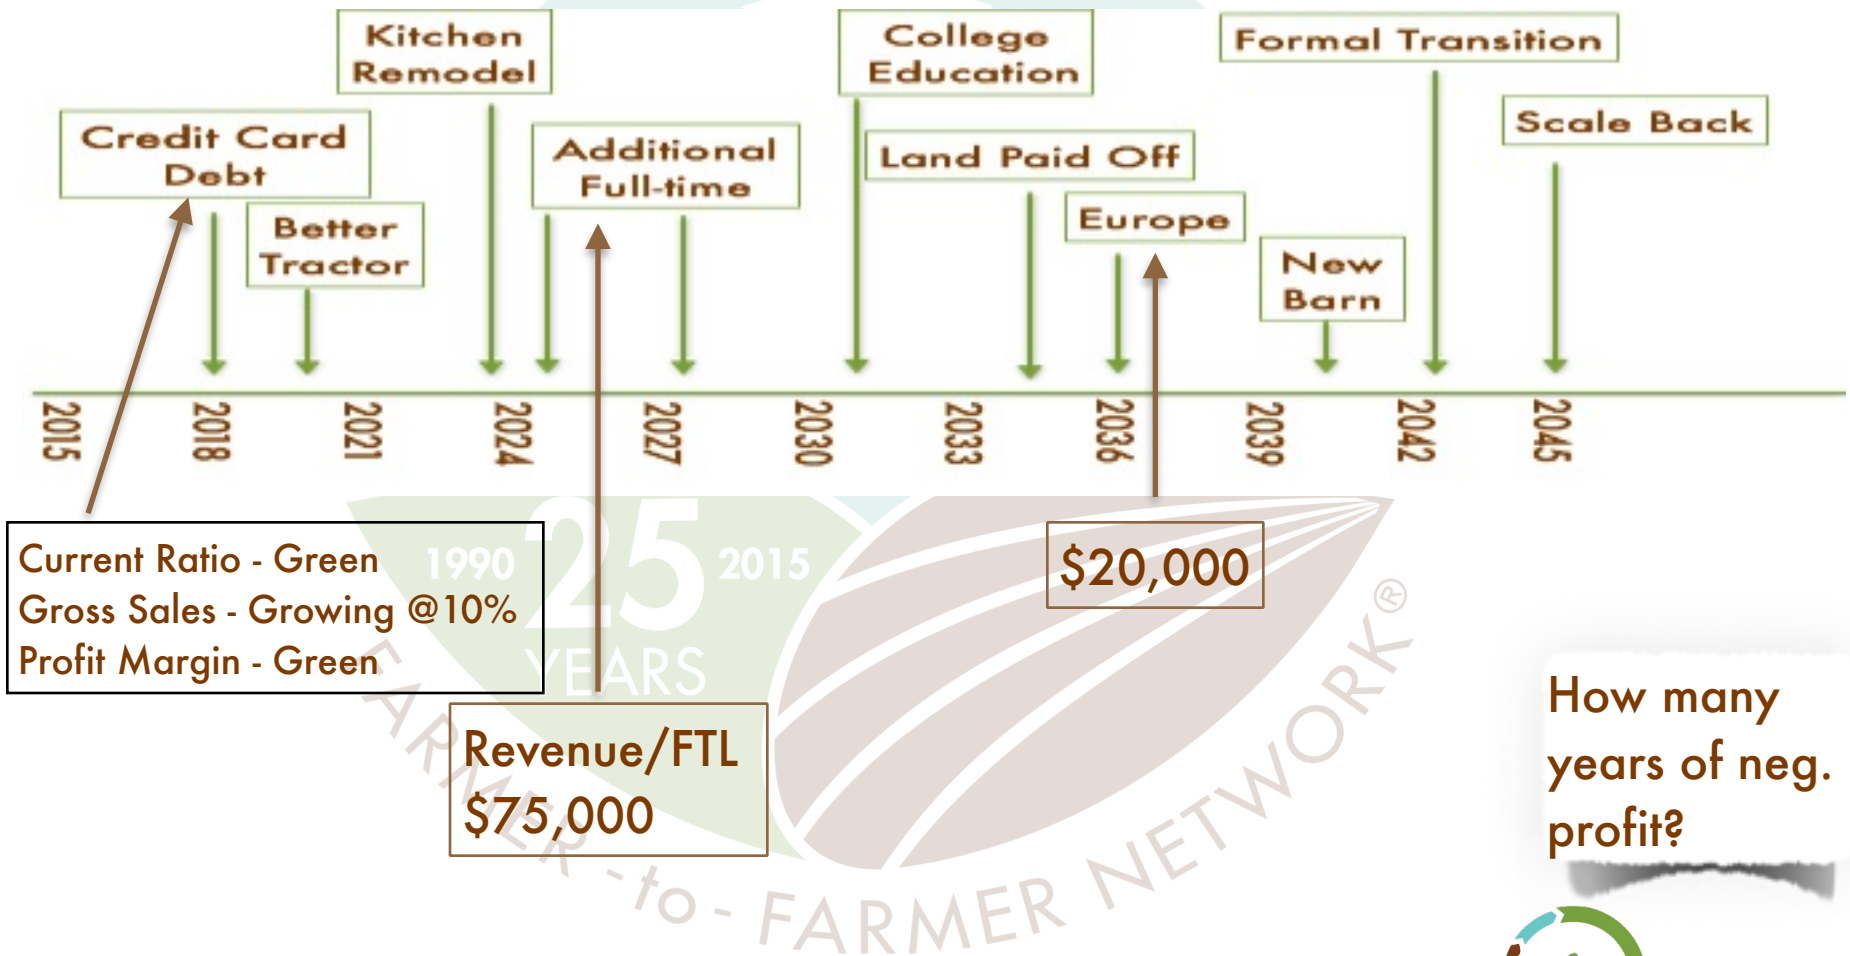 Kitchen
Remodel
College
Education
Formal Transition
Credit Card
Debt
Additional
Full-time
Land Paid Off
Scale Back
Better
Tractor
Europe
New
Barn
2015
2018
2021
2024
2027
2030
2033
2036
2039
2042
2045
Current Ratio - Green
Gross Sales - Growing @10%
Profit Margin - Green
1990
25
2015
YEARS
$20,000
Revenue/FTL
$75,000
How many
years of neg.
profit?
FARMER -to- FARMER NETWORK®